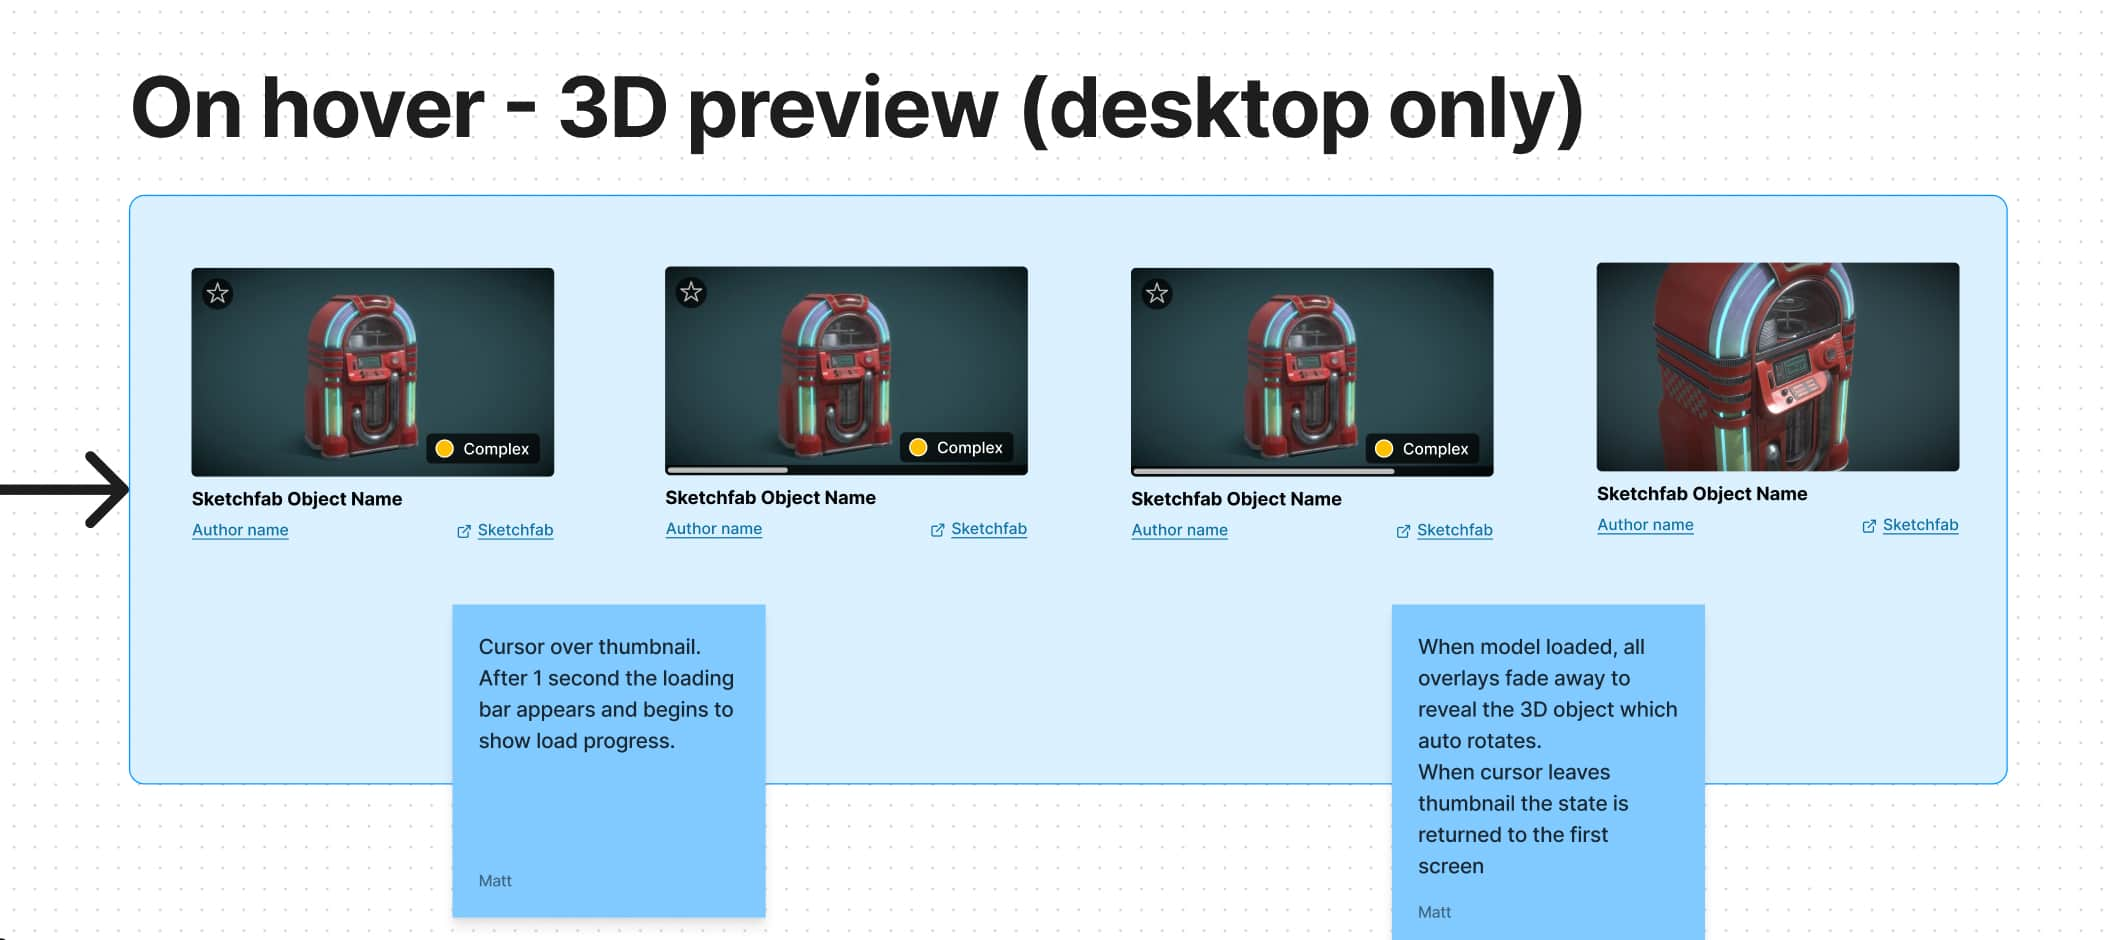 On hover - 3D preview (desktop only)
Complex
Sketchfab Object Name
Author name
Sketchfab
Complex
Sketchfab Object Name
Author name
Sketchfab
Complex
Sketchfab Object Name
Author name
Sketchfab
Sketchfab Object Name
Author name
Sketchfab
Cursor over thumbnail.
After 1 second the loading
bar appears and begins to
show load progress.
Matt
When model loaded, all
overlays fade away to
reveal the 3D object which
auto rotates.
When cursor leaves
thumbnail the state is
returned to the first
screen
Matt